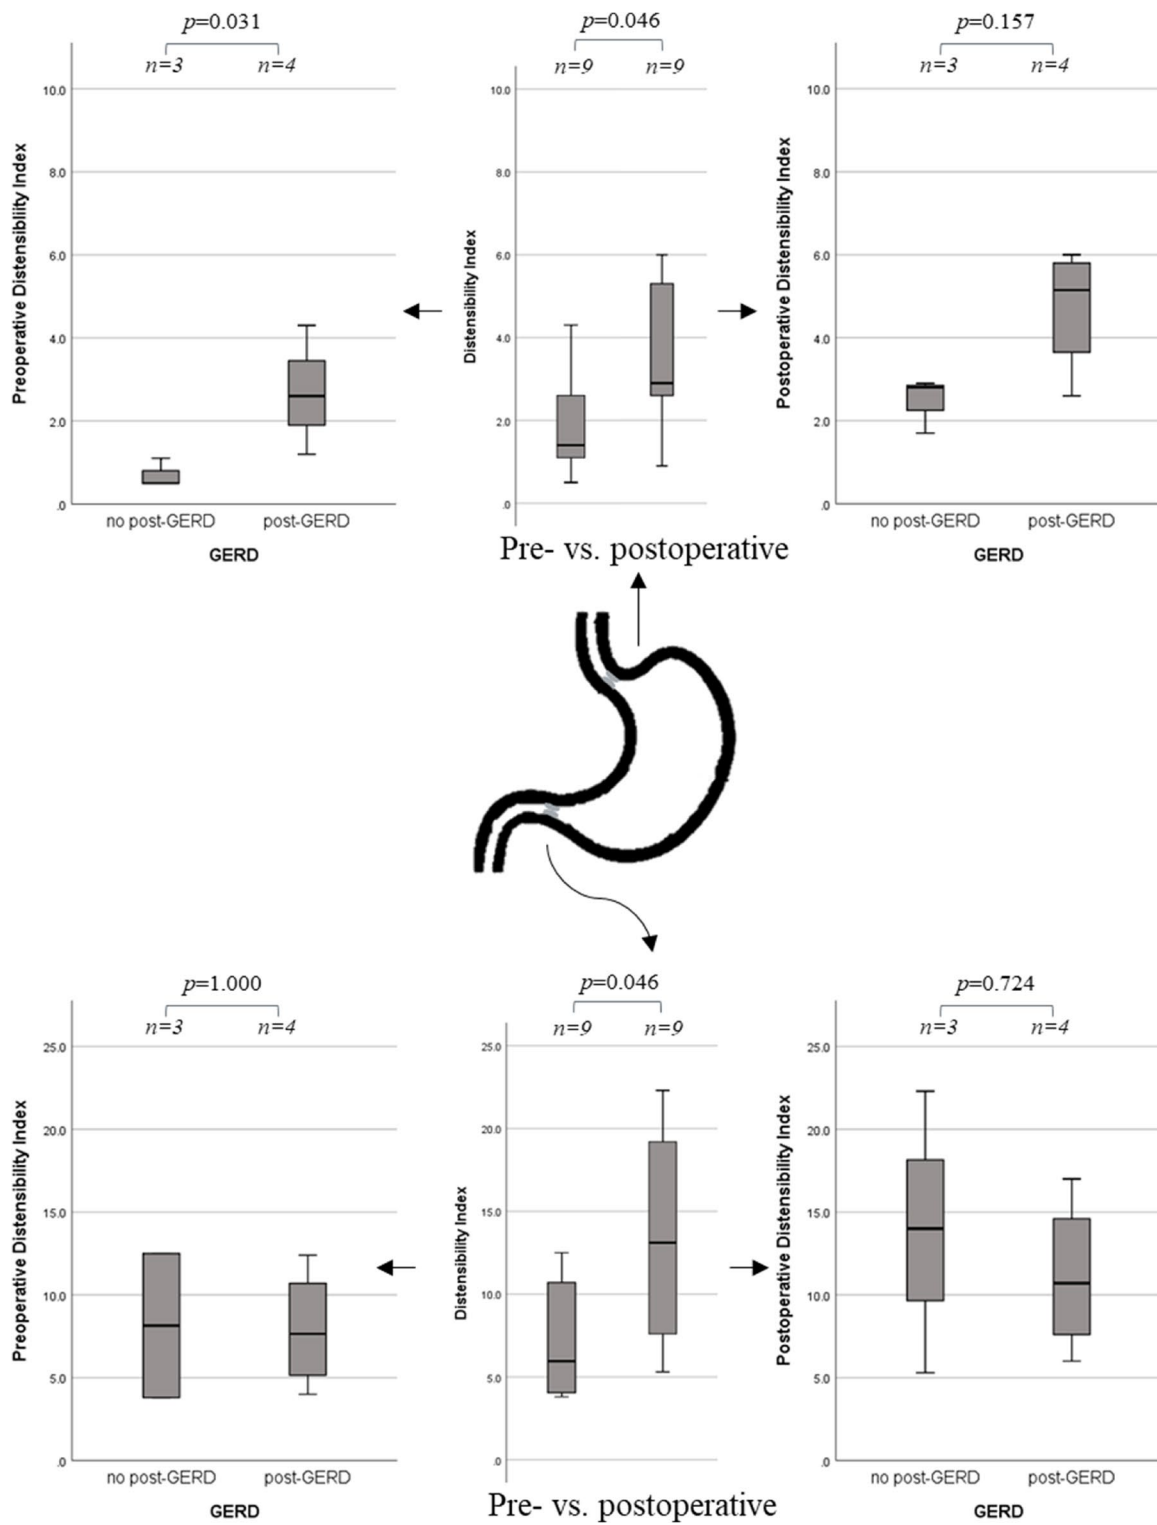 p=0.031
n=3 n=4
10.0
8.0
6.0
4.0
2.0
.0
Preoperative Distensiblity Index
no post-GERD post-GERD
GERD
p=0.046
n=9 n=9
10.0
8.0
6.0
4.0
2.0
.0
Distensibility Index
Pre- vs. postoperative
p=0.157
n=3 n=4
10.0
8.0
6.0
4.0
2.0
.0
Postoperative Distensibility Index
no post-GERD post-GERD
GERD
p=1.000
n=3 n=4
25.0
20.0
15.0
10.0
5.0
.0
Preoperative Distensibility Index
no post-GERD post-GERD
GERD
p=0.046
n=9 n=9
25.0
20.0
15.0
10.0
5.0
.0
Distensibility Index
Pre- vs. postoperative
p=0.724
n=3 n=4
25.0
20.0
15.0
10.0
5.0
.0
Postoperative Distensibility Index
no post-GERD post-GERD
GERD